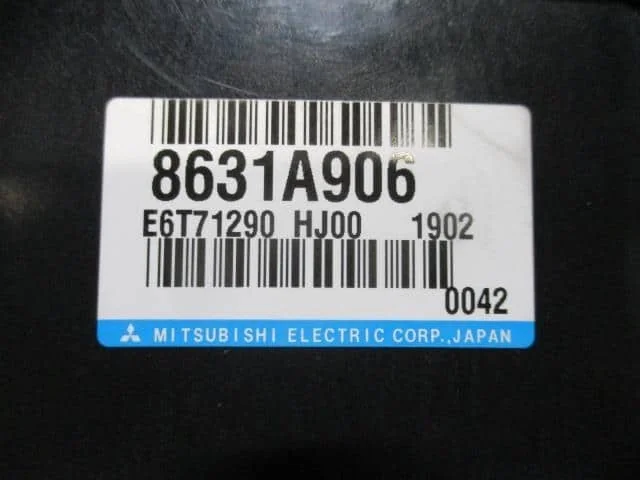 8631A906
E6T71290 HJ00 1902
0042
MITSUBISHI ELECTRIC CORP.,JAPAN